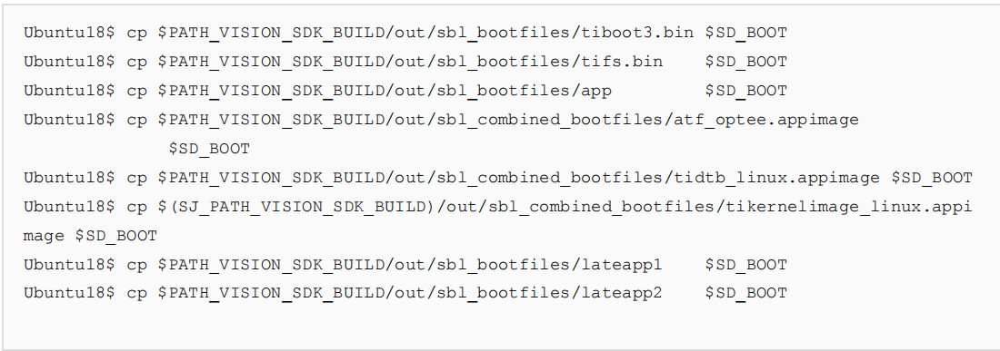 Ubuntu18$ cp $PATH_VISION_SDK_BUILD/out/sbl_bootfiles/tiboot3.bin $SD_BOOT
Ubuntu18$ cp $PATH_VISION_SDK_BUILD/out/sbl_bootfiles/tifs.bin    $SD_BOOT
Ubuntu18$ cp $PATH_VISION_SDK_BUILD/out/sbl_bootfiles/app         $SD_BOOT
Ubuntu18$ cp $PATH_VISION_SDK_BUILD/out/sbl_combined_bootfiles/atf_optee.appimage
              $SD_BOOT
Ubuntu18$ cp $PATH_VISION_SDK_BUILD/out/sbl_combined_bootfiles/tidtb_linux.appimage $SD_BOOT
Ubuntu18$ cp $(SJ_PATH_VISION_SDK_BUILD)/out/sbl_combined_bootfiles/tikernelimage_linux.appi
mage $SD_BOOT
Ubuntu18$ cp $PATH_VISION_SDK_BUILD/out/sbl_bootfiles/lateapp1    $SD_BOOT
Ubuntu18$ cp $PATH_VISION_SDK_BUILD/out/sbl_bootfiles/lateapp2    $SD_BOOT